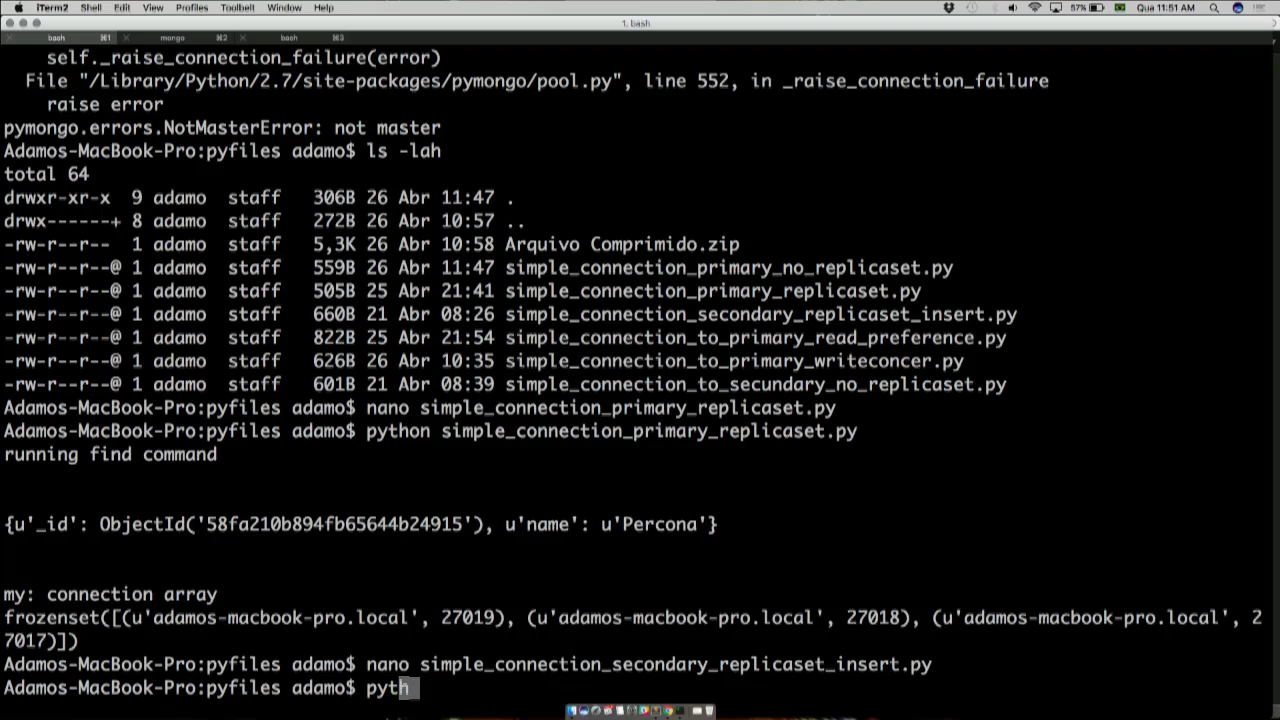 iTerm2 Shell Edit View Profiles Toolbelt Window Help 57% Qua 11:51 AM
1. bash
bash ⌘1 mongo ⌘2 bash ⌘3
self._raise_connection_failure(error)
File "/Library/Python/2.7/site-packages/pymongo/pool.py", line 552, in _raise_connection_failure
raise error
pymongo.errors.NotMasterError: not master
Adamos-MacBook-Pro:pyfiles adamo$ ls -lah
total 64
drwxr-xr-x 9 adamo staff 306B 26 Abr 11:47 .
drwx------+ 8 adamo staff 272B 26 Abr 10:57 ..
-rw-r--r-- 1 adamo staff 5,3K 26 Abr 10:58 Arquivo Comprimido.zip
-rw-r--r--@ 1 adamo staff 559B 26 Abr 11:47 simple_connection_primary_no_replicaset.py
-rw-r--r--@ 1 adamo staff 505B 25 Abr 21:41 simple_connection_primary_replicaset.py
-rw-r--r--@ 1 adamo staff 660B 21 Abr 08:26 simple_connection_secondary_replicaset_insert.py
-rw-r--r--@ 1 adamo staff 822B 25 Abr 21:54 simple_connection_to_primary_read_preference.py
-rw-r--r--@ 1 adamo staff 626B 26 Abr 10:35 simple_connection_to_primary_writeconcer.py
-rw-r--r--@ 1 adamo staff 601B 21 Abr 08:39 simple_connection_to_secundary_no_replicaset.py
Adamos-MacBook-Pro:pyfiles adamo$ nano simple_connection_primary_replicaset.py
Adamos-MacBook-Pro:pyfiles adamo$ python simple_connection_primary_replicaset.py
running find command
{u'_id': ObjectId('58fa210b894fb65644b24915'), u'name': u'Percona'}
my: connection array
frozenset([(u'adamos-macbook-pro.local', 27019), (u'adamos-macbook-pro.local', 27018), (u'adamos-macbook-pro.local', 2
7017)])
Adamos-MacBook-Pro:pyfiles adamo$ nano simple_connection_secondary_replicaset_insert.py
Adamos-MacBook-Pro:pyfiles adamo$ pyth